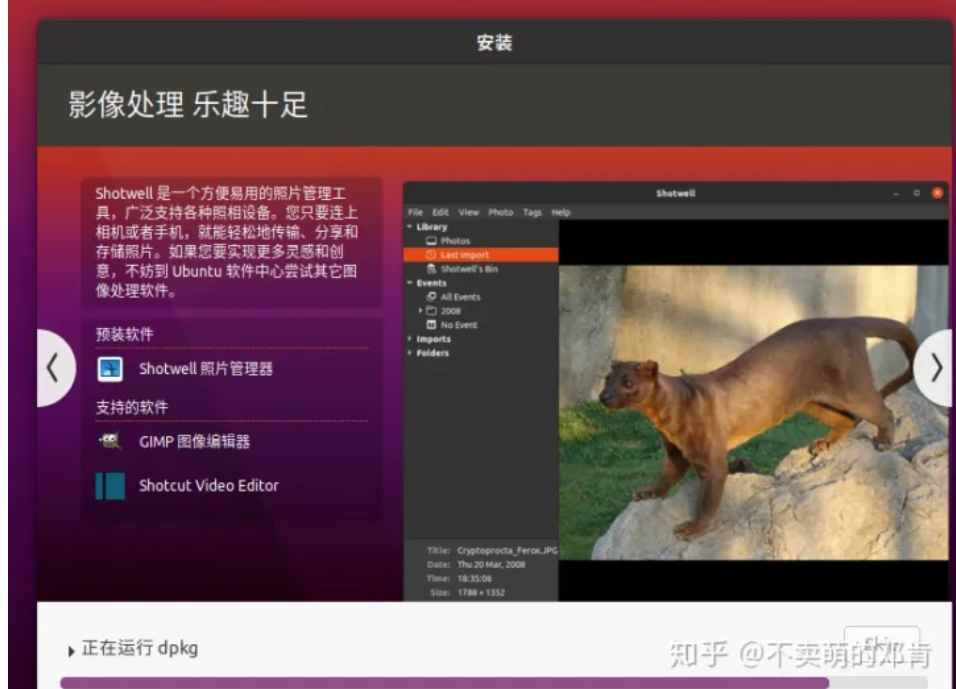 安装
影像处理 乐趣十足
Shotwell 是一个方便易用的照片管理工
具，广泛支持各种照相设备。您只要连上
相机或者手机，就能轻松地传输、分享和
存储照片。如果您要实现更多灵感和创
意，不妨到 Ubuntu 软件中心尝试其它图
像处理软件。
预装软件
Shotwell 照片管理器
支持的软件
GIMP 图像编辑器
Shotcut Video Editor
Shotwell
File Edit View Photo Tags Help
Library
Photos
Last Import
Shotwell's Bin
Events
All Events
2008
No Event
Imports
Folders
Title: Cryptoprocta_Ferox.JPG
Date: Thu 20 Mar, 2008
Time: 18:35:06
Size: 1788 × 1352
正在运行 dpkg
Skip
知乎 @不卖萌的邓肯